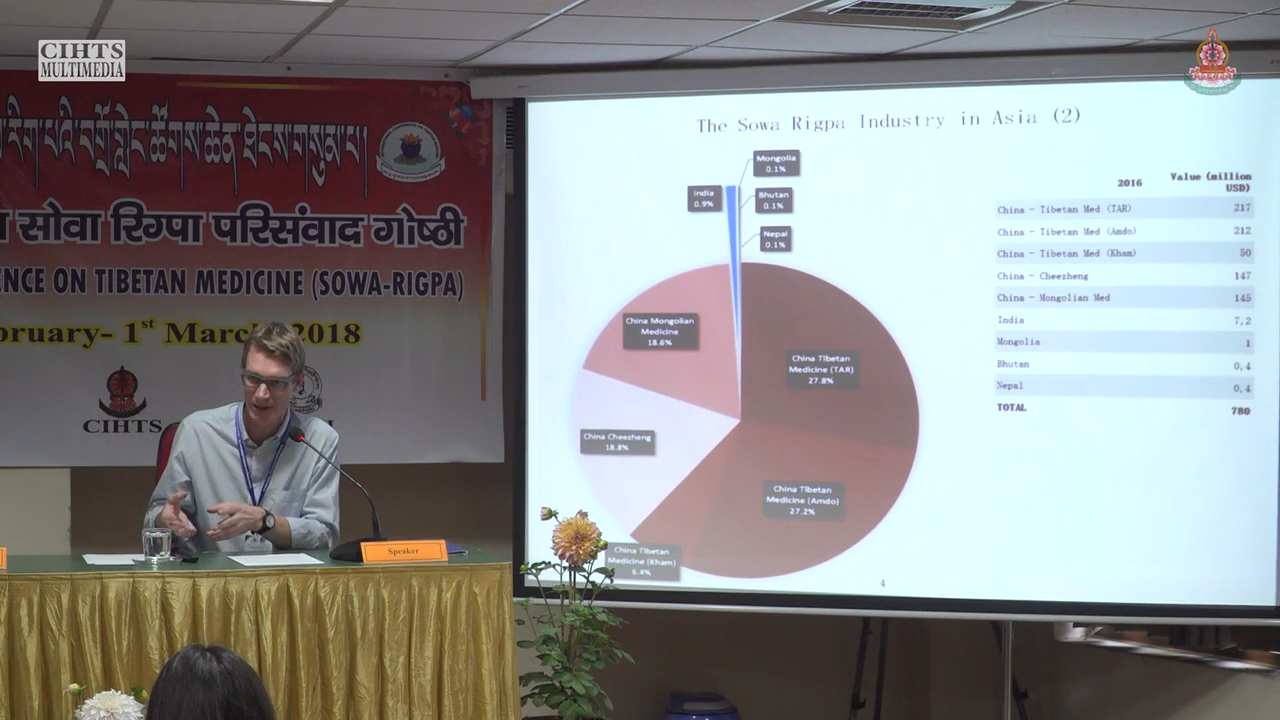 CIHTS
MULTIMEDIA
सोवा रिग्पा परिसंवाद गोष्ठी
ENCE ON TIBETAN MEDICINE (SOWA-RIGPA)
bruary- 1st March 2018
CIHTS
Speaker
The Sowa Rigpa Industry in Asia (2)
Mongolia
0.1%
India
0.9%
Bhutan
0.1%
Nepal
0.1%
China Mongolian
Medicine
18.6%
China Tibetan
Medicine (TAR)
27.8%
China Cheezheng
18.8%
China Tibetan
Medicine (Amdo)
27.2%
China Tibetan
Medicine (Kham)
6.4%
4
2016 Value (million
USD)
China - Tibetan Med (TAR) 217
China - Tibetan Med (Amdo) 212
China - Tibetan Med (Kham) 50
China - Cheezheng 147
China - Mongolian Med 145
India 7,2
Mongolia 1
Bhutan 0,4
Nepal 0,4
TOTAL 780